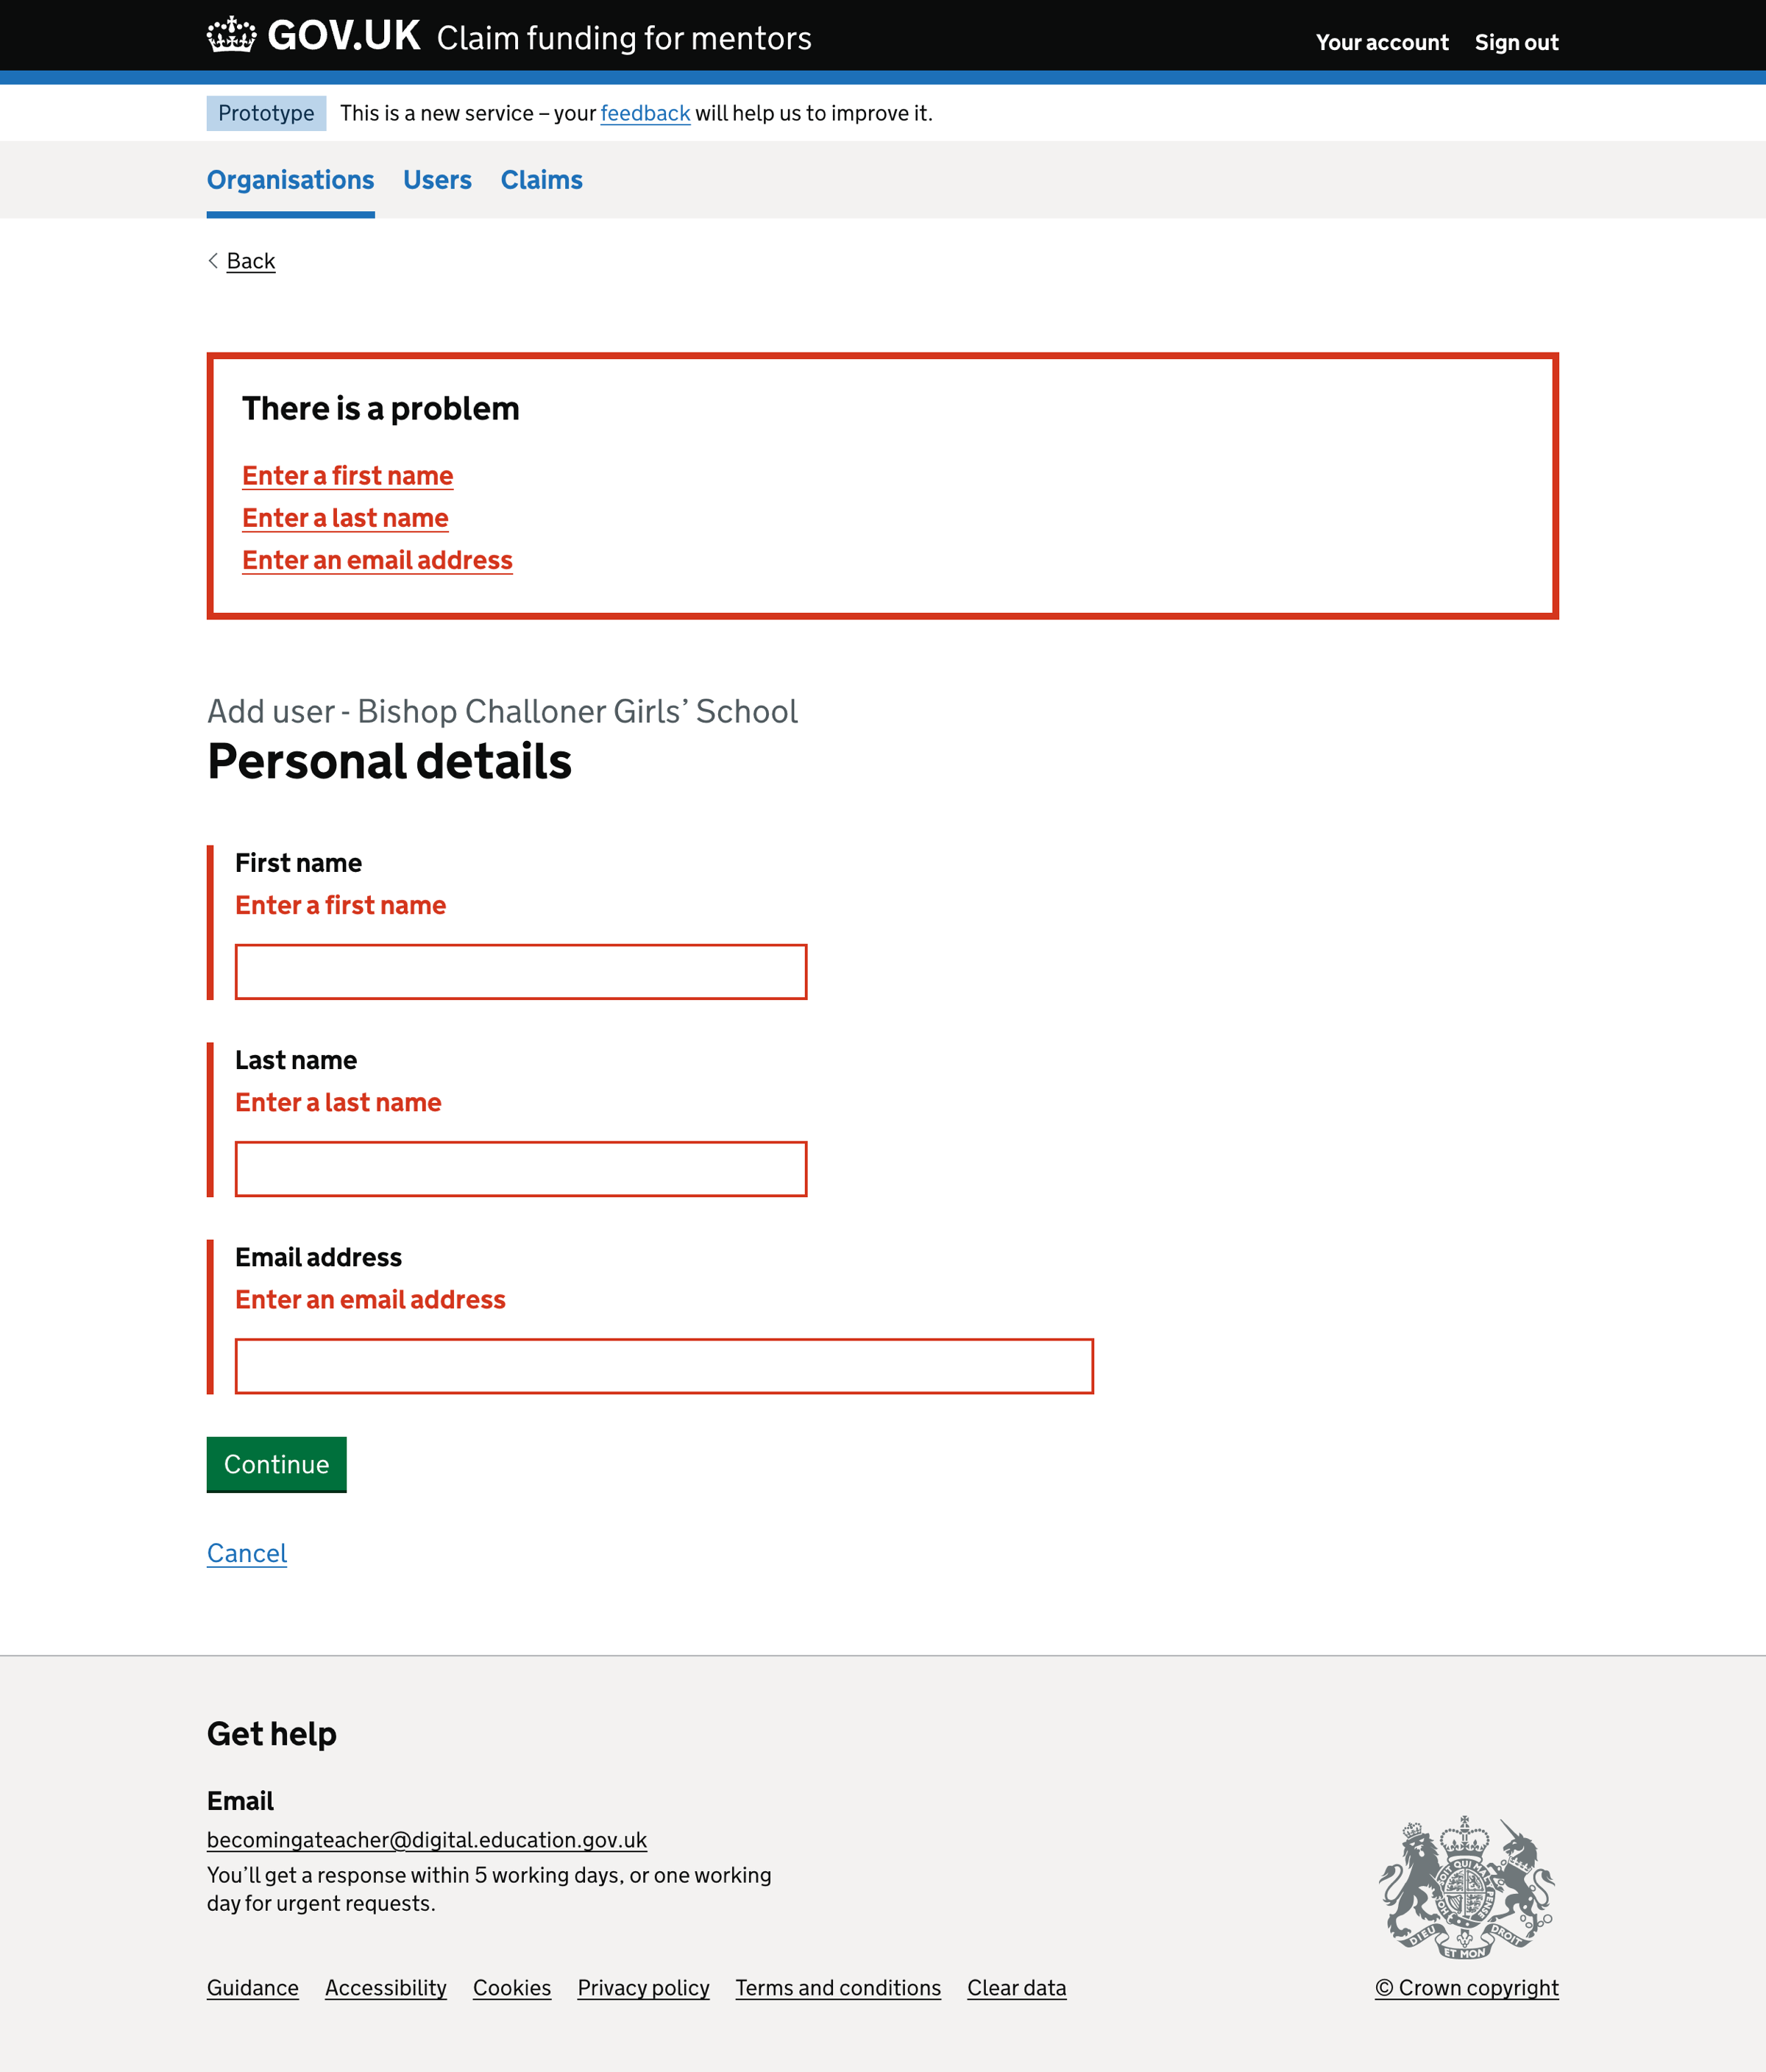 GOV.UK Claim funding for mentors
Your account Sign out
Prototype This is a new service – your feedback will help us to improve it.
Organisations Users Claims
Back
There is a problem
Enter a first name
Enter a last name
Enter an email address
Add user - Bishop Challoner Girls’ School
Personal details
First name
Enter a first name
Last name
Enter a last name
Email address
Enter an email address
Continue
Cancel
Get help
Email
becomingateacher@digital.education.gov.uk
You’ll get a response within 5 working days, or one working
day for urgent requests.
DIEU ET MON DROIT
Guidance Accessibility Cookies Privacy policy Terms and conditions Clear data
© Crown copyright